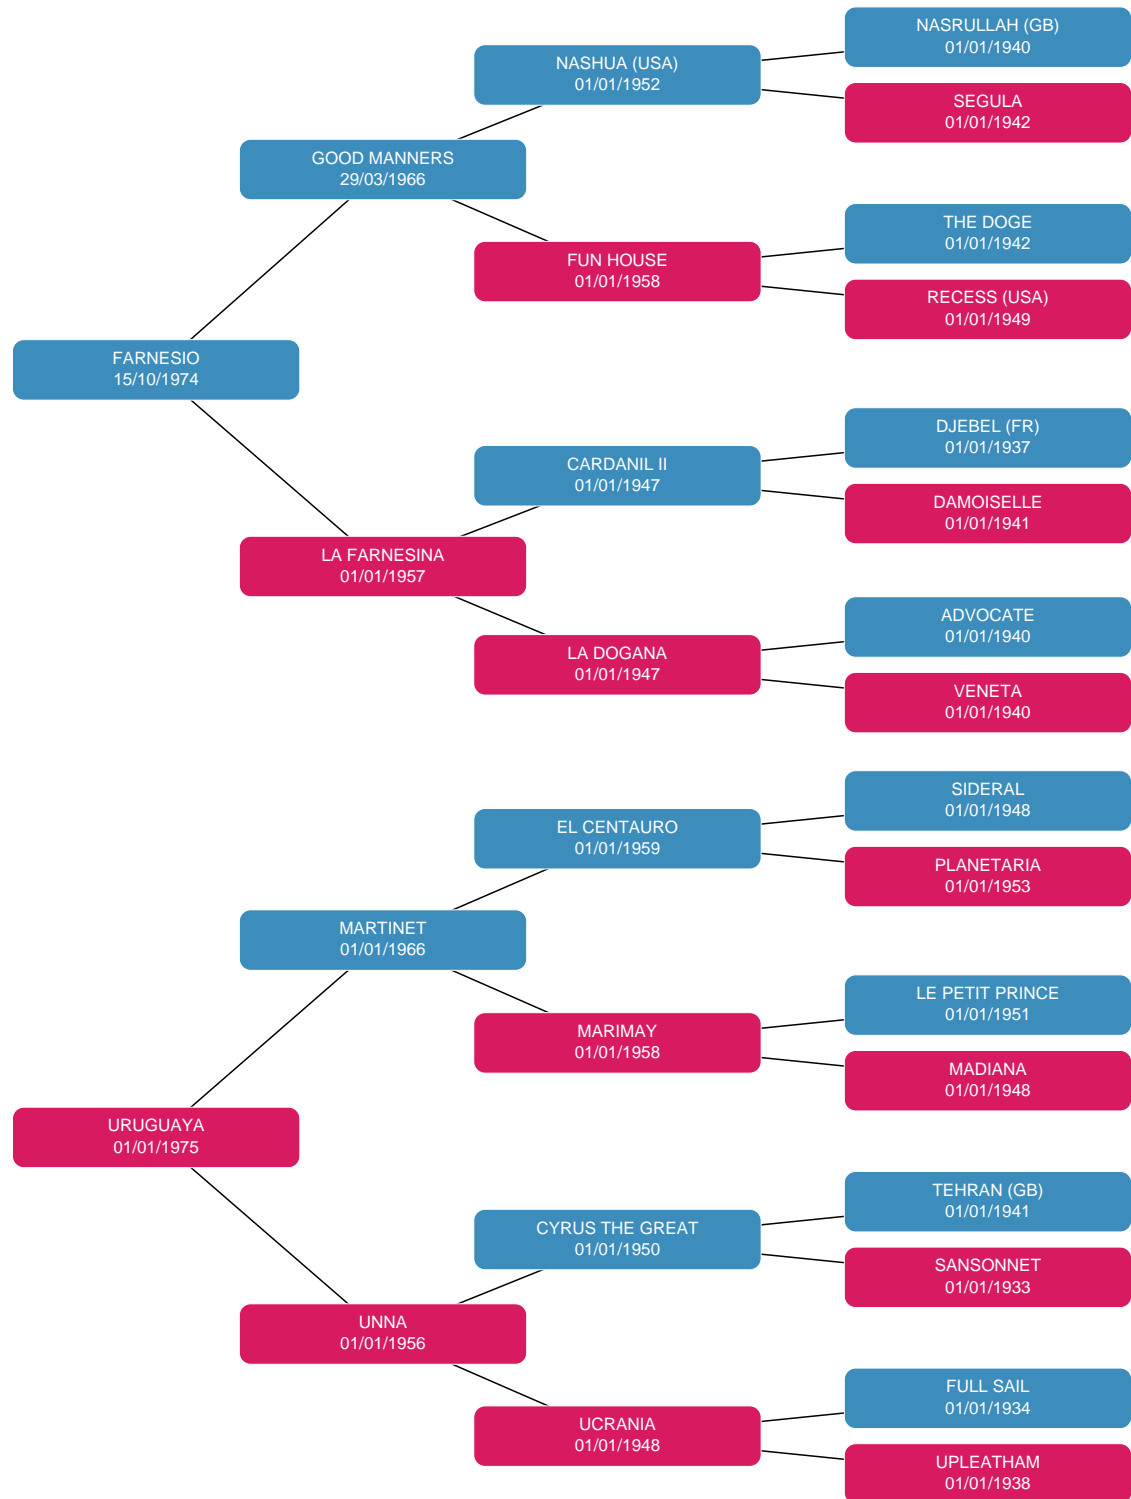 NASRULLAH (GB)
01/01/1940
NASHUA (USA)
01/01/1952
SEGULA
01/01/1942
GOOD MANNERS
29/03/1966
THE DOGE
01/01/1942
FUN HOUSE
01/01/1958
RECESS (USA)
01/01/1949
FARNESIO
15/10/1974
DJEBEL (FR)
01/01/1937
CARDANIL II
01/01/1947
DAMOISELLE
01/01/1941
LA FARNESINA
01/01/1957
ADVOCATE
01/01/1940
LA DOGANA
01/01/1947
VENETA
01/01/1940
SIDERAL
01/01/1948
EL CENTAURO
01/01/1959
PLANETARIA
01/01/1953
MARTINET
01/01/1966
LE PETIT PRINCE
01/01/1951
MARIMAY
01/01/1958
MADIANA
01/01/1948
URUGUAYA
01/01/1975
TEHRAN (GB)
01/01/1941
CYRUS THE GREAT
01/01/1950
SANSONNET
01/01/1933
UNNA
01/01/1956
FULL SAIL
01/01/1934
UCRANIA
01/01/1948
UPLEATHAM
01/01/1938